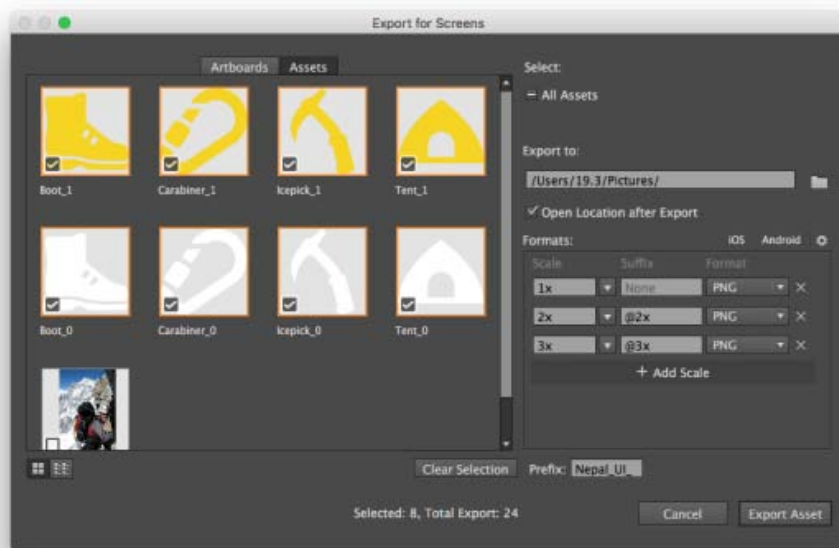 Export for Screens
Artboards Assets
Boot_1 Carabiner_1 Icepick_1 Tent_1
Boot_0 Carabiner_0 Icepick_0 Tent_0
Clear Selection
Select:
All Assets
Export to:
/Users/19.3/Pictures/
Open Location after Export
Formats: iOS Android
Scale Suffix Format
1x None PNG
2x @2x PNG
3x @3x PNG
+ Add Scale
Prefix: Nepal_UI_
Selected: 8, Total Export: 24
Cancel Export Asset